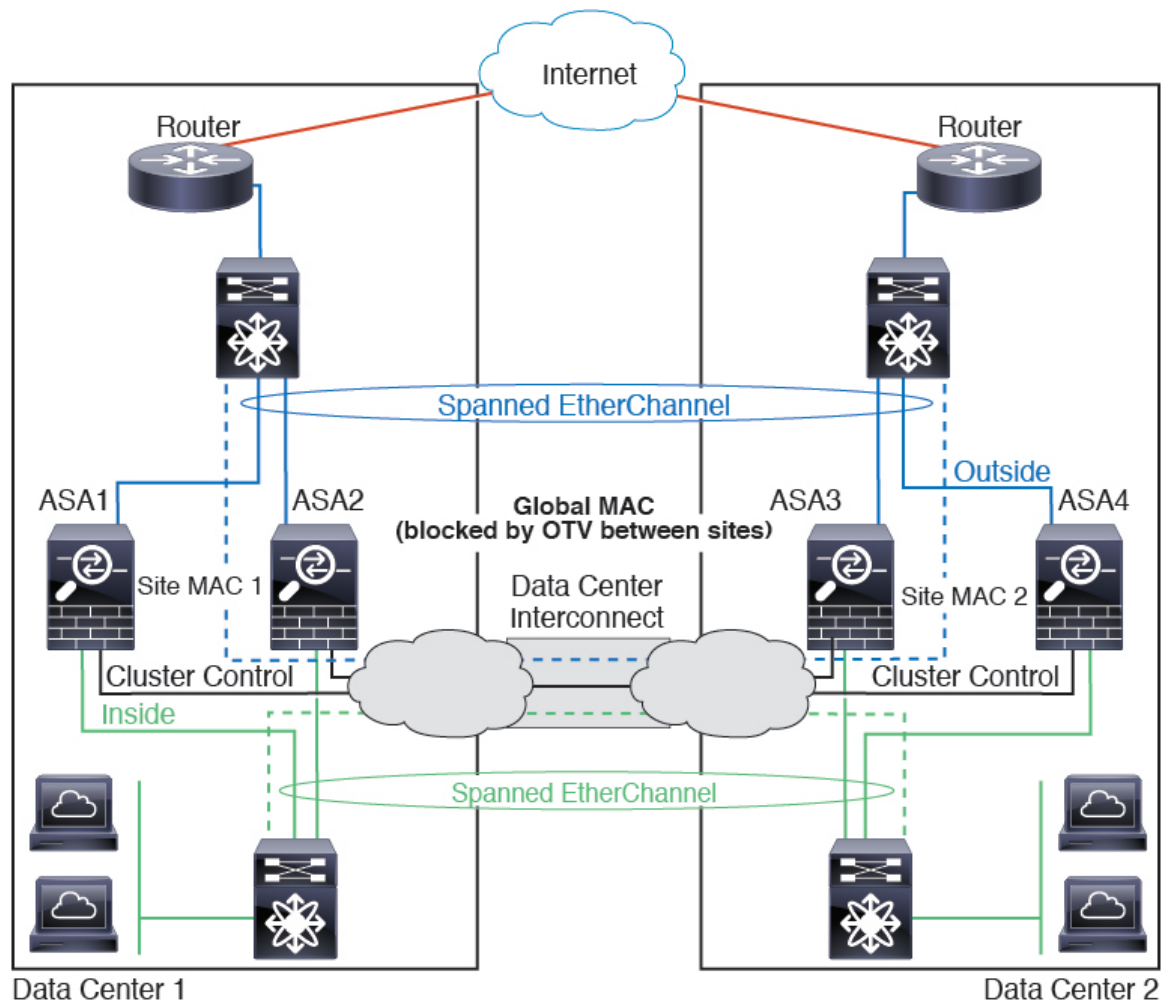 Internet
Router
Router
Spanned EtherChannel
Outside
ASA1
ASA2
Global MAC
(blocked by OTV between sites)
ASA3
ASA4
Site MAC 1
Data Center
Interconnect
Site MAC 2
Cluster Control
Cluster Control
Inside
Spanned EtherChannel
Data Center 1
Data Center 2